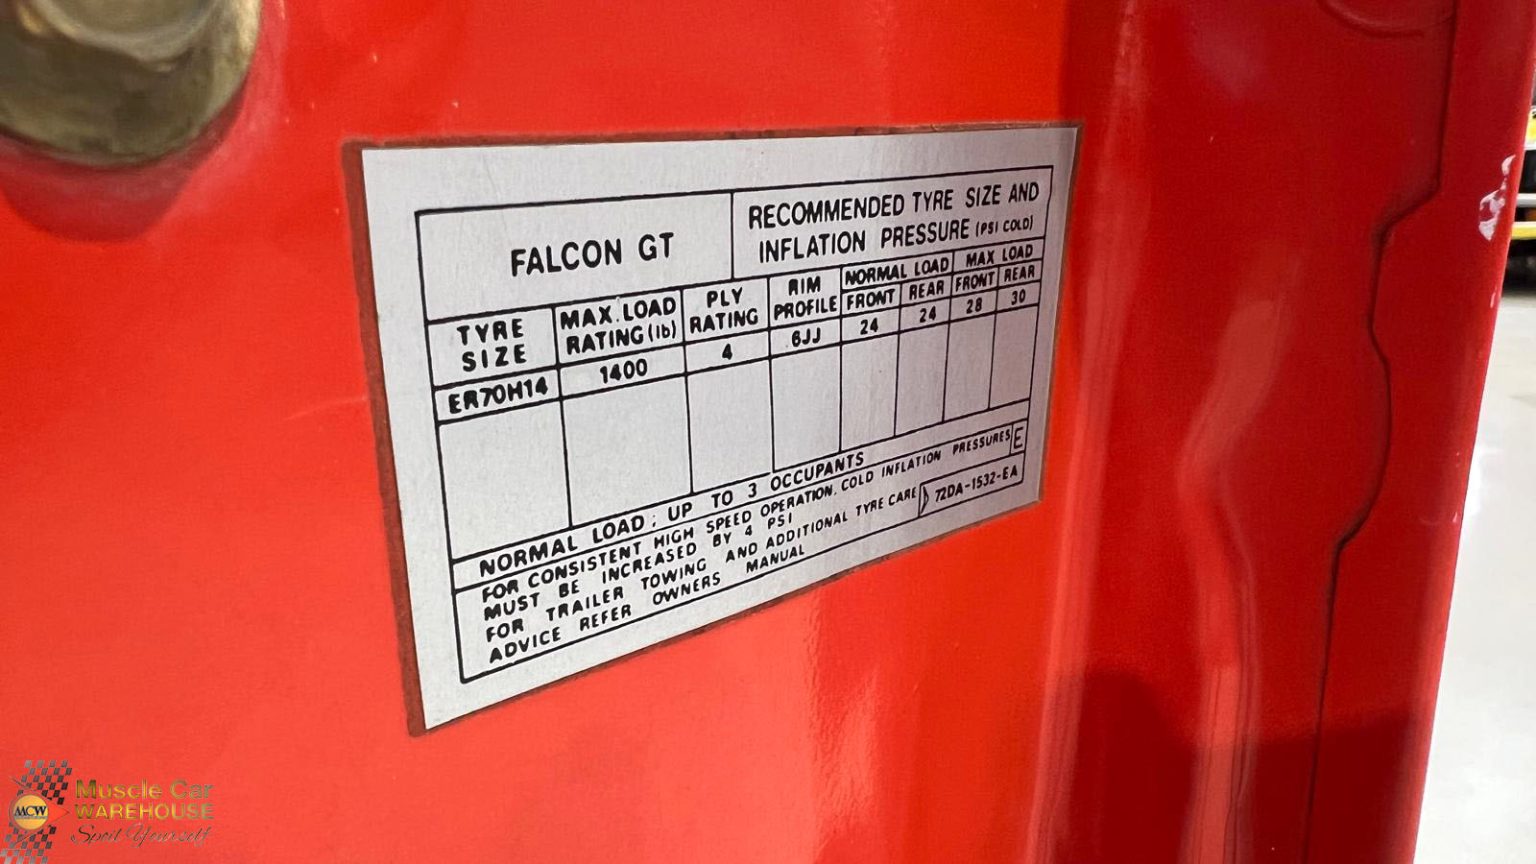 FALCON GT
RECOMMENDED TYRE SIZE AND
INFLATION PRESSURE (PSI COLD)
TYRE SIZE
MAX. LOAD RATING (lb)
PLY RATING
RIM PROFILE
NORMAL LOAD
MAX LOAD
FRONT REAR FRONT REAR
ER70H14 1400 4 6JJ 24 24 28 30
NORMAL LOAD; UP TO 3 OCCUPANTS
FOR CONSISTENT HIGH SPEED OPERATION, COLD INFLATION PRESSURES
MUST BE INCREASED BY 4 PSI
FOR TRAILER TOWING AND ADDITIONAL TYRE CARE
ADVICE REFER OWNERS MANUAL
E
72DA-1532-EA
MCW
Muscle Car
WAREHOUSE
Spoil Yourself